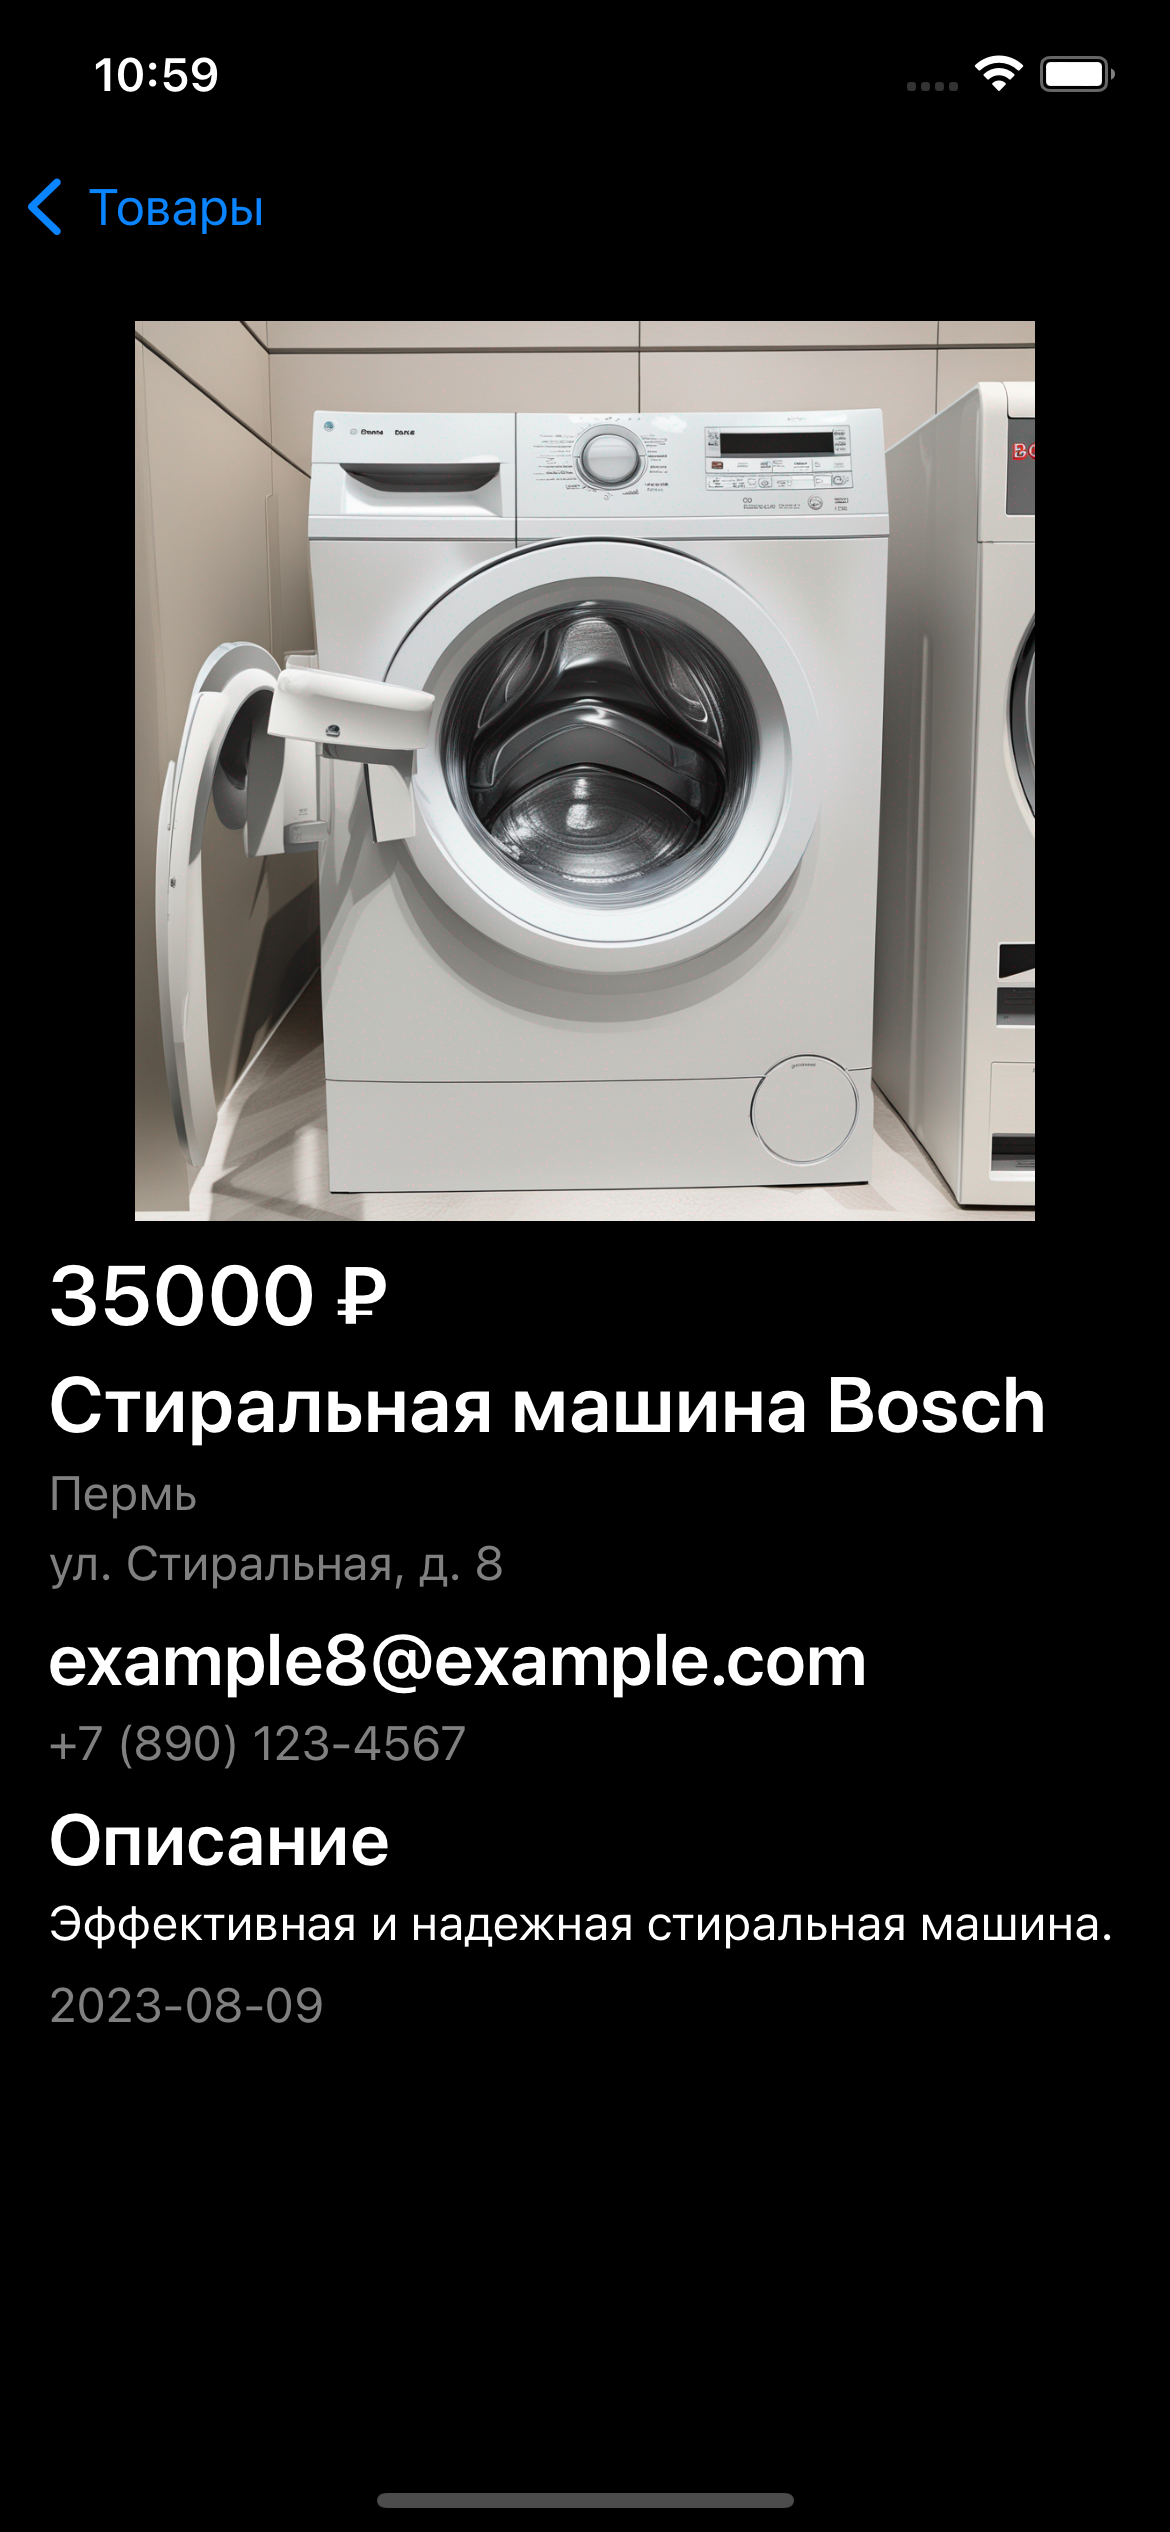 10:59
Товары
35000 ₽
Стиральная машина Bosch
Пермь
ул. Стиральная, д. 8
example8@example.com
+7 (890) 123-4567
Описание
Эффективная и надежная стиральная машина.
2023-08-09